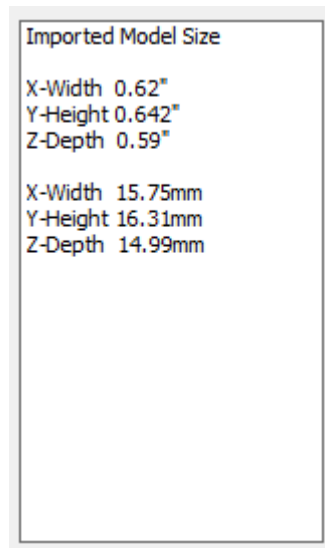 Imported Model Size
X-Width 0.62"
Y-Height 0.642"
Z-Depth 0.59"
X-Width 15.75mm
Y-Height 16.31mm
Z-Depth 14.99mm